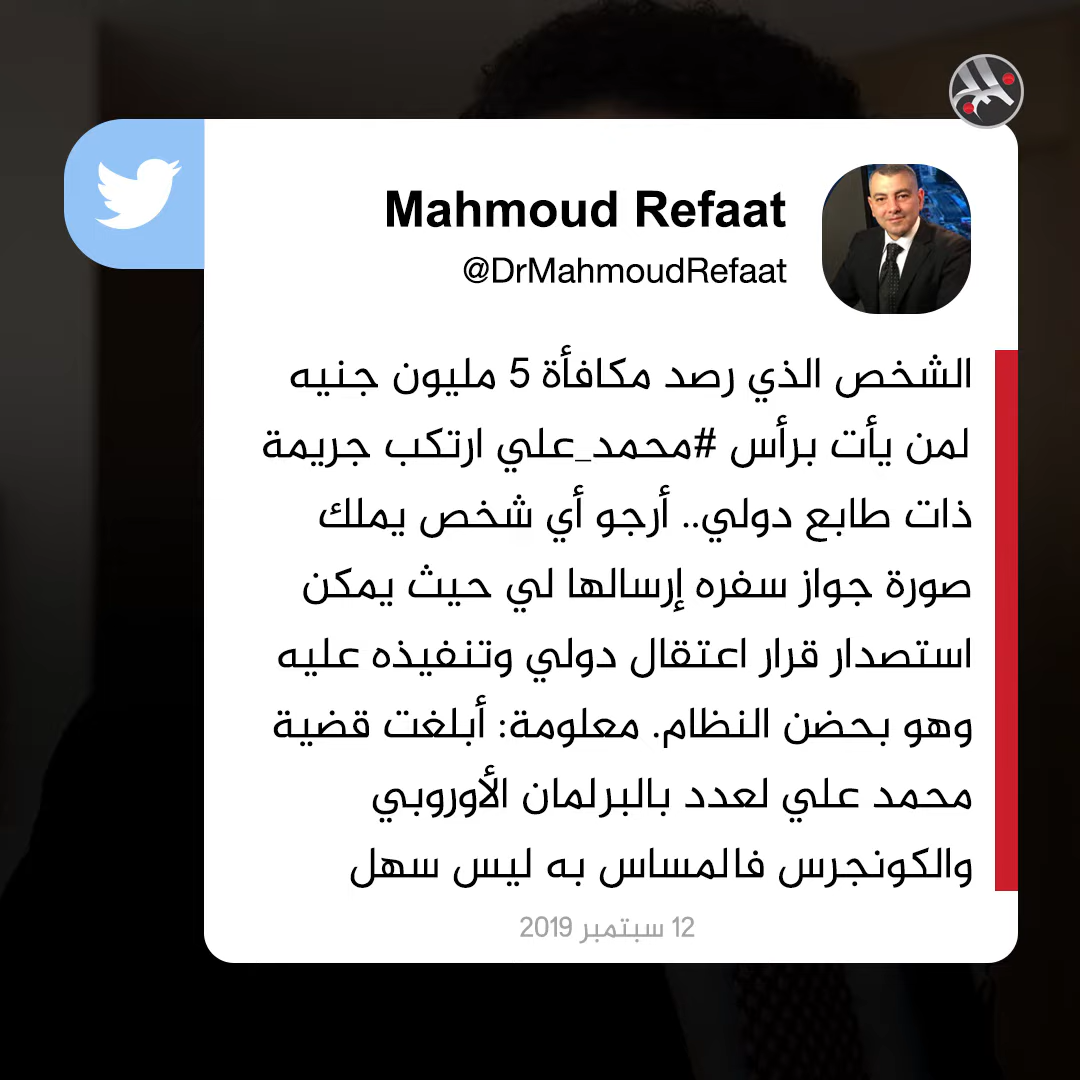 Mahmoud Refaat
@DrMahmoudRefaat
الشخص الذي رصد مكافأة 5 مليون جنيه
لمن يأت برأس #محمد_علي ارتكب جريمة
ذات طابع دولي.. أرجو أي شخص يملك
صورة جواز سفره إرسالها لي حيث يمكن
استصدار قرار اعتقال دولي وتنفيذه عليه
وهو بحضن النظام. معلومة: أبلغت قضية
محمد علي لعدد بالبرلمان الأوروبي
والكونجرس فالمساس به ليس سهل
12 سبتمبر 2019